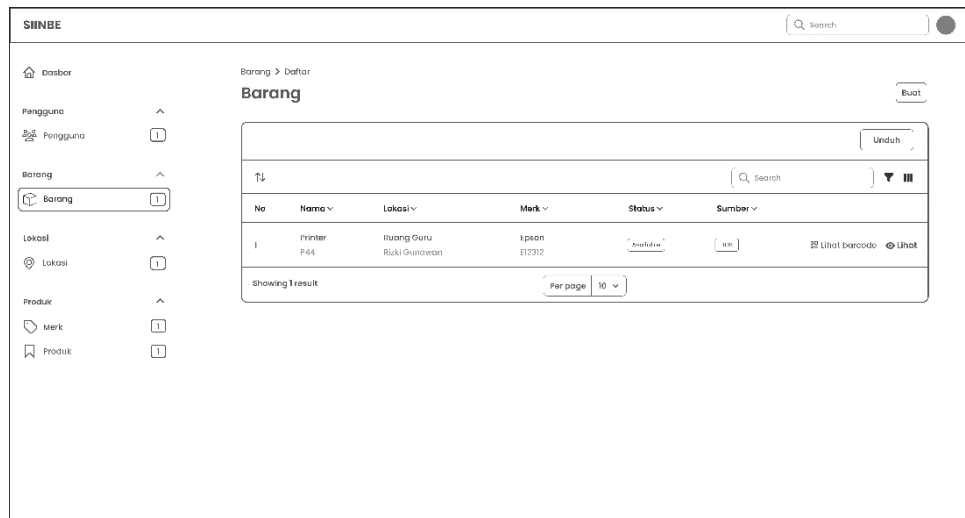 SIINBE
Search
Dasbor
Pengguna
Pengguna 1
Barang
Barang 1
Lokasi
Lokasi 1
Produk
Merk 1
Produk 1
Barang > Daftar
Barang
Buat
Unduh
Search
No Nama Lokasi Merk Status Sumber
1 Printer Ruang Guru Epson Lihat barcode Lihat
P44 Rizki Gunawan E12312
Showing 1 result
Per page 10